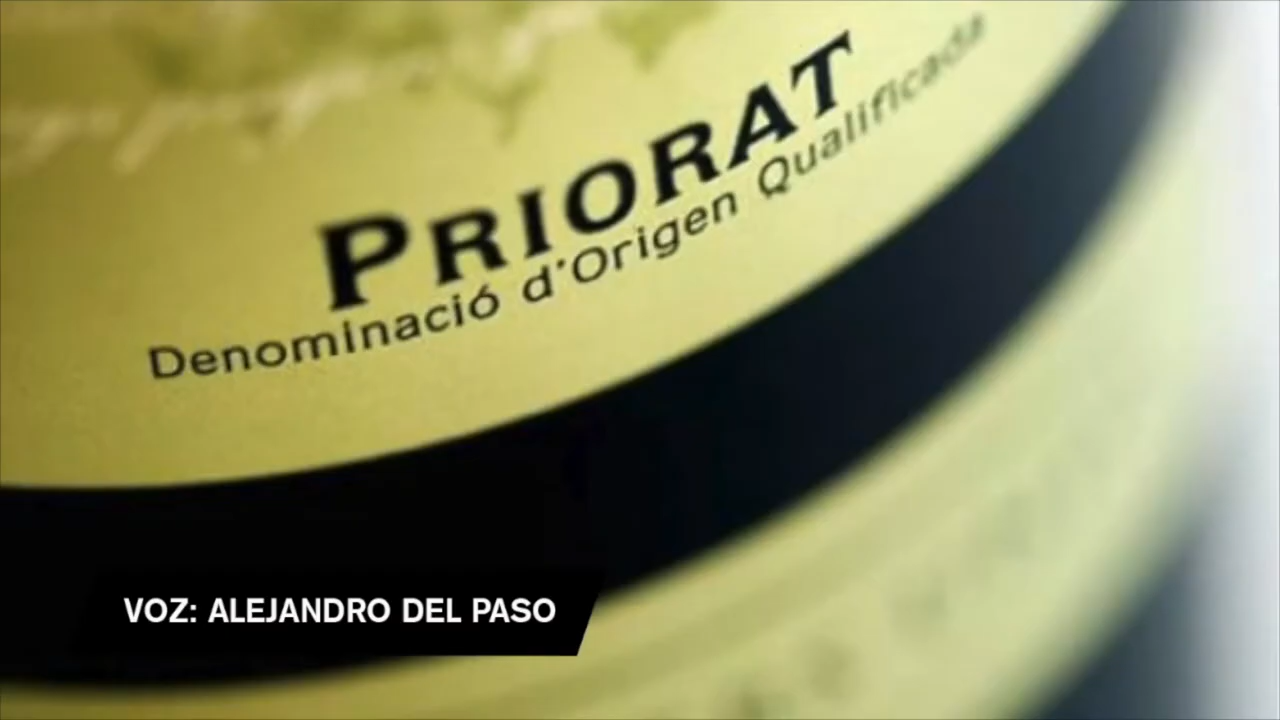 PRIORAT
Denominació d'Origen Qualificada
VOZ: ALEJANDRO DEL PASO